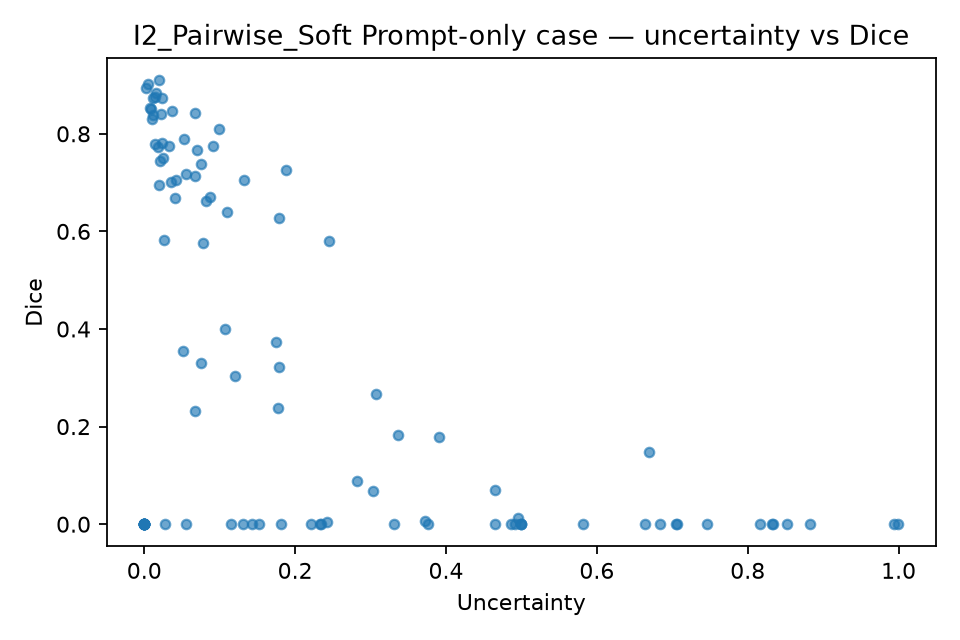 I2_Pairwise_Soft Prompt-only case — uncertainty vs Dice
Dice
0.8
0.6
0.4
0.2
0.0
0.0 0.2 0.4 0.6 0.8 1.0
Uncertainty